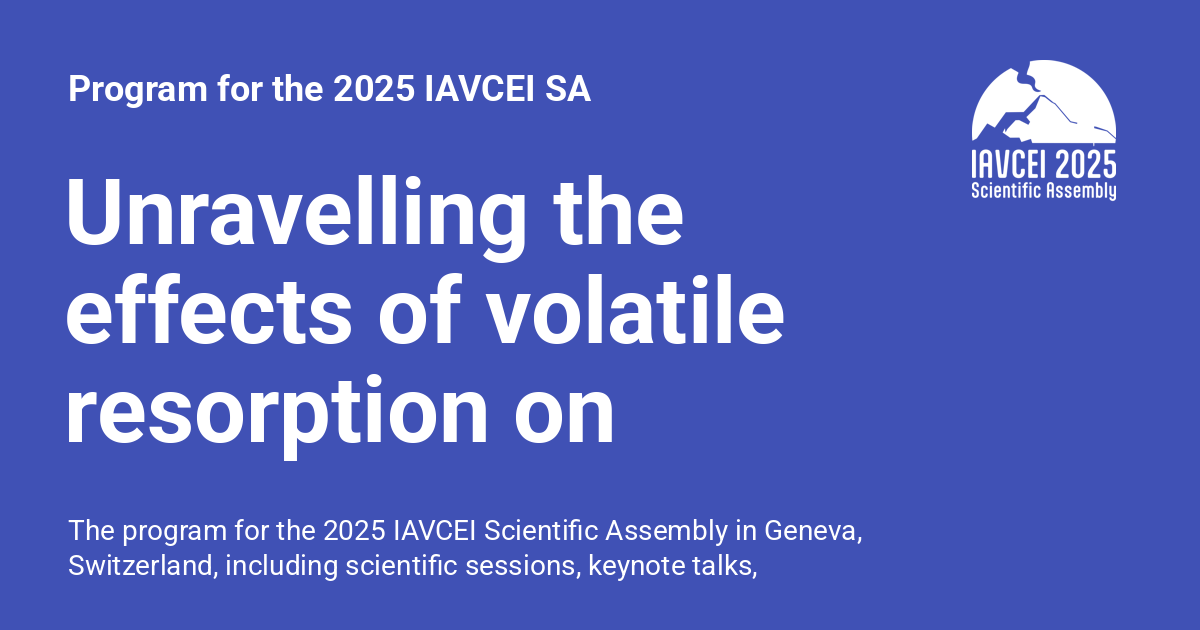 Program for the 2025 IAVCEI SA
IAVCEI 2025
Scientific Assembly
Unravelling the
effects of volatile
resorption on
The program for the 2025 IAVCEI Scientific Assembly in Geneva,
Switzerland, including scientific sessions, keynote talks,